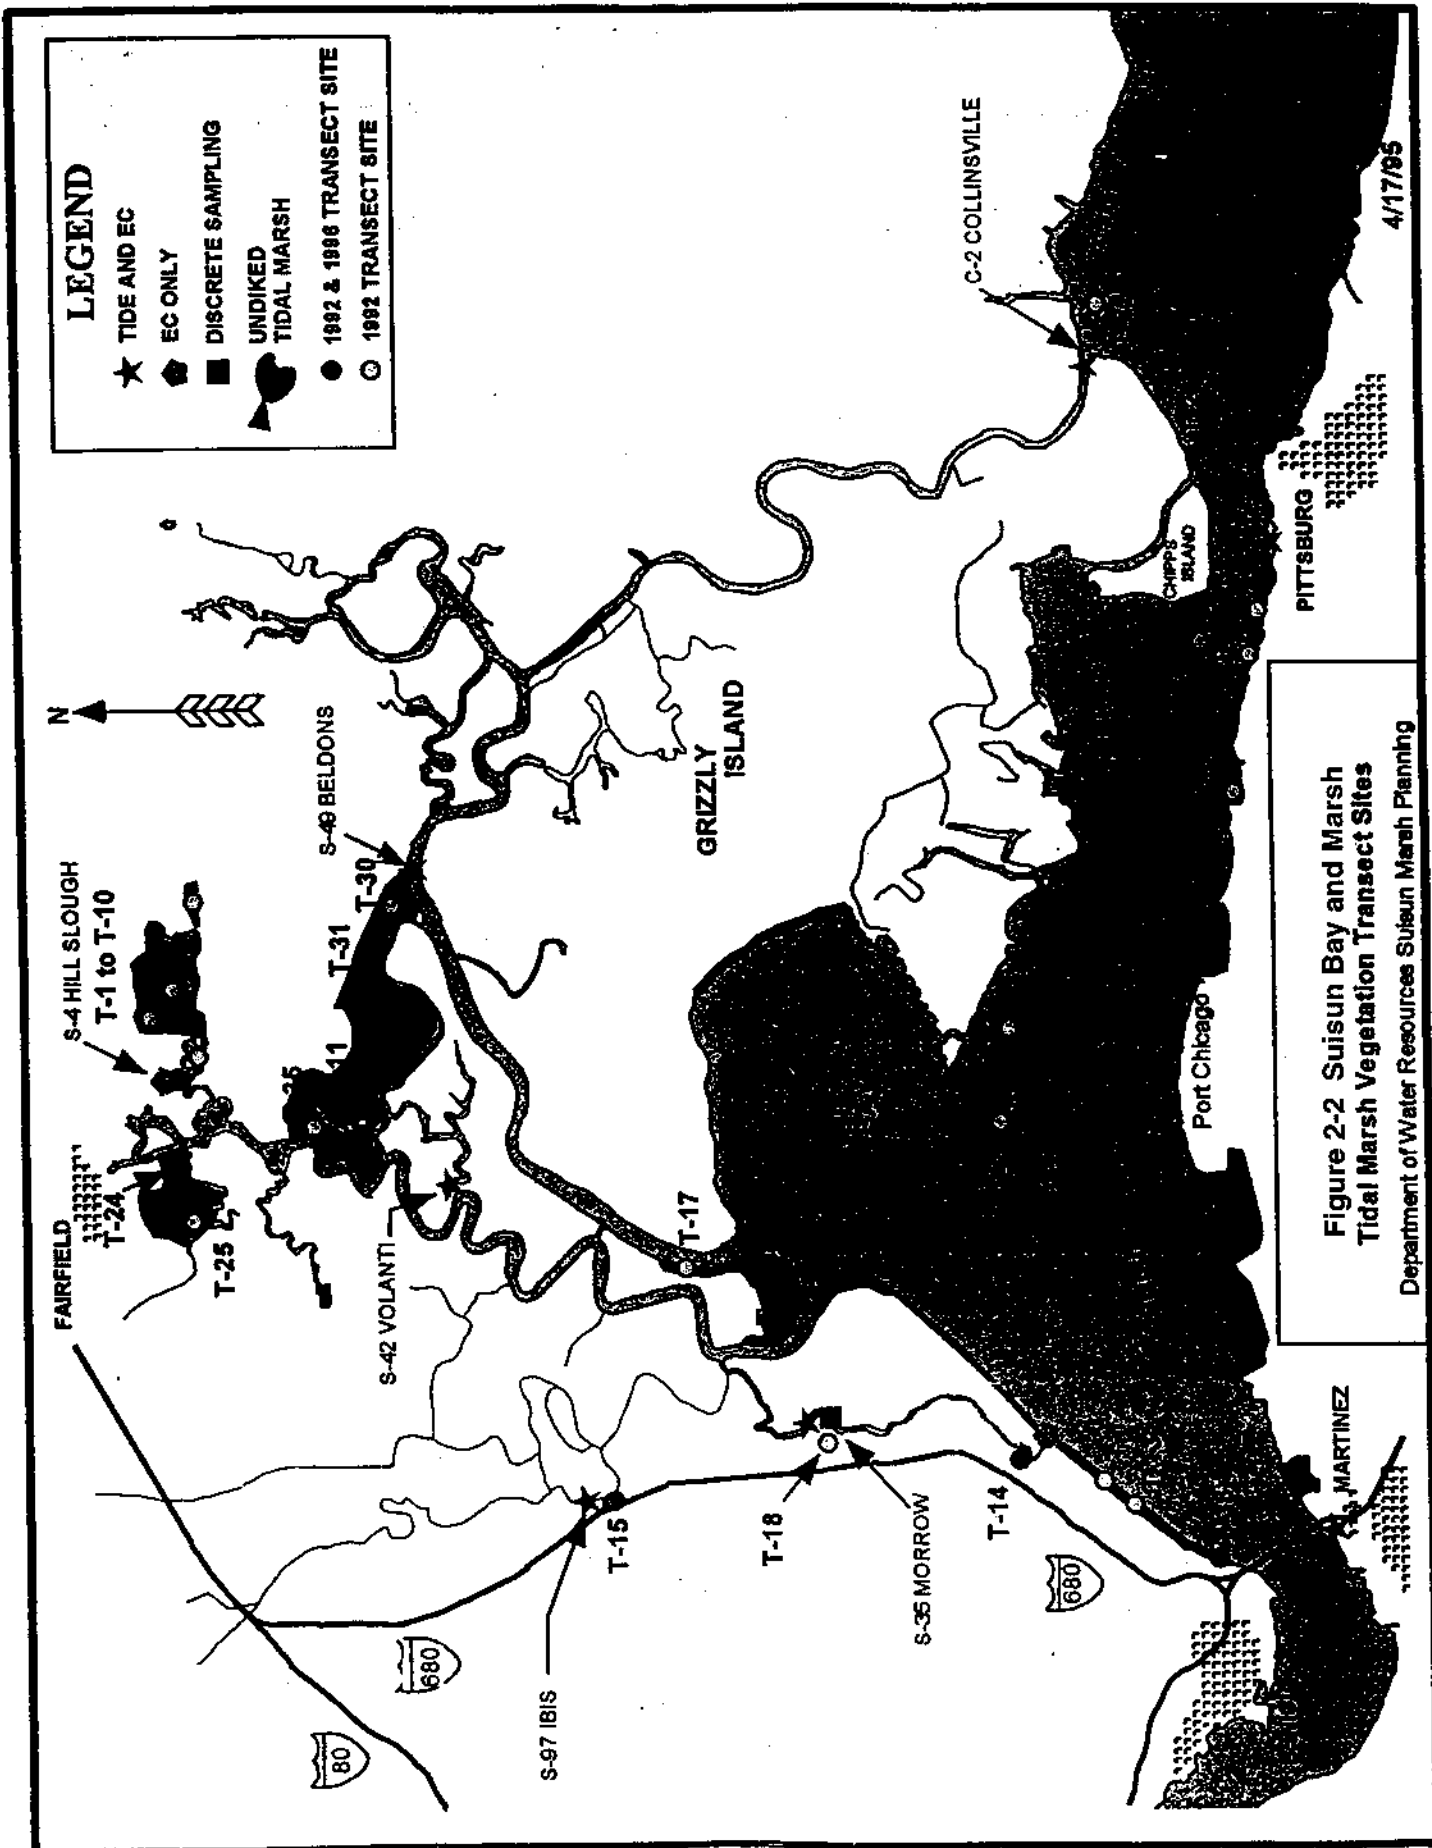 LEGEND
TIDE AND EC
EC ONLY
DISCRETE SAMPLING
UNDIKED
TIDAL MARSH
1992 & 1996 TRANSECT SITE
1992 TRANSECT SITE
N
FAIRFIELD
T-24
T-25
S-4 HILL SLOUGH
T-1 to T-10
S-49 BELDONS
T-30
T-31
11
S-42 VOLANTI
80
680
S-97 IBIS
T-15
T-17
T-18
S-35 MORROW
T-14
680
GRIZZLY
ISLAND
C-2 COLLINSVILLE
CHIPPS
ISLAND
PITTSBURG
Port Chicago
MARTINEZ
4/17/95
Figure 2-2 Suisun Bay and Marsh
Tidal Marsh Vegetation Transect Sites
Department of Water Resources Suisun Marsh Planning